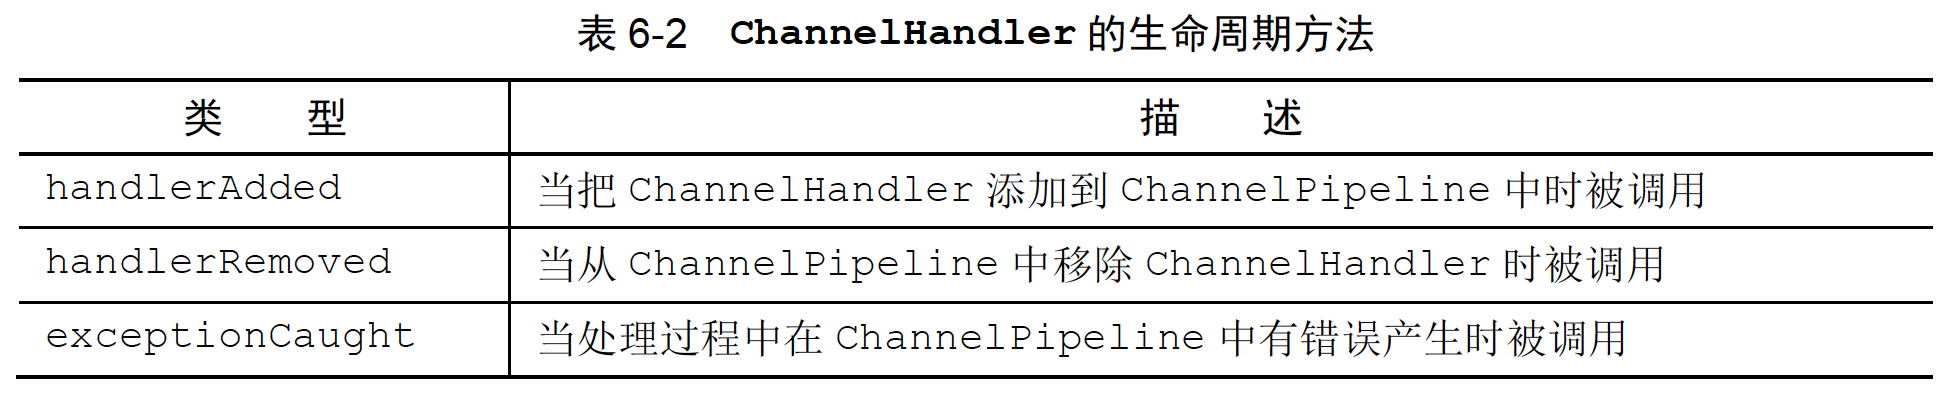 表 6-2 ChannelHandler 的生命周期方法
类 型 描 述
handlerAdded 当把 ChannelHandler 添加到 ChannelPipeline 中时被调用
handlerRemoved 当从 ChannelPipeline 中移除 ChannelHandler 时被调用
exceptionCaught 当处理过程中在 ChannelPipeline 中有错误产生时被调用